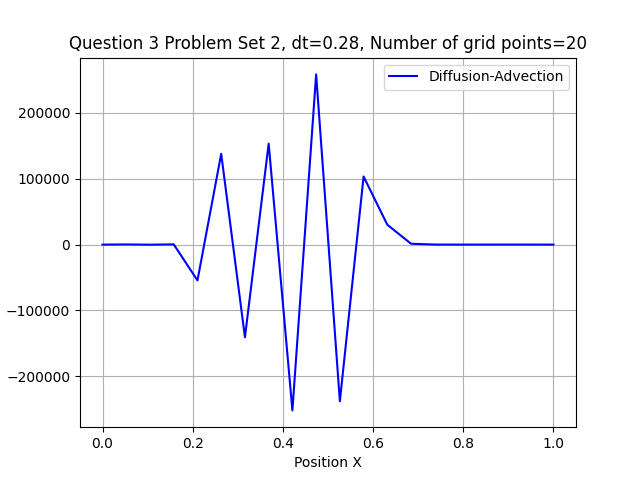 Question 3 Problem Set 2, dt=0.28, Number of grid points=20
Diffusion-Advection
200000
100000
0
−100000
−200000
0.0 0.2 0.4 0.6 0.8 1.0
Position X